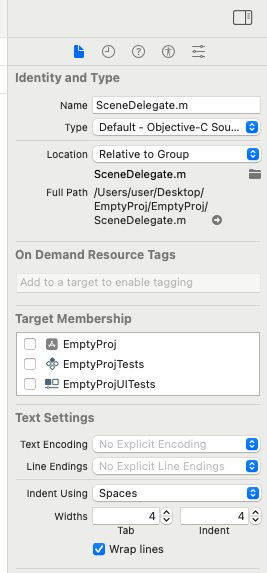 Identity and Type
Name SceneDelegate.m
Type Default - Objective-C Sou...
Location Relative to Group
SceneDelegate.m
Full Path /Users/user/Desktop/
EmptyProj/EmptyProj/
SceneDelegate.m
On Demand Resource Tags
Add to a target to enable tagging
Target Membership
EmptyProj
EmptyProjTests
EmptyProjUITests
Text Settings
Text Encoding No Explicit Encoding
Line Endings No Explicit Line Endings
Indent Using Spaces
Widths 4 4
Tab Indent
Wrap lines